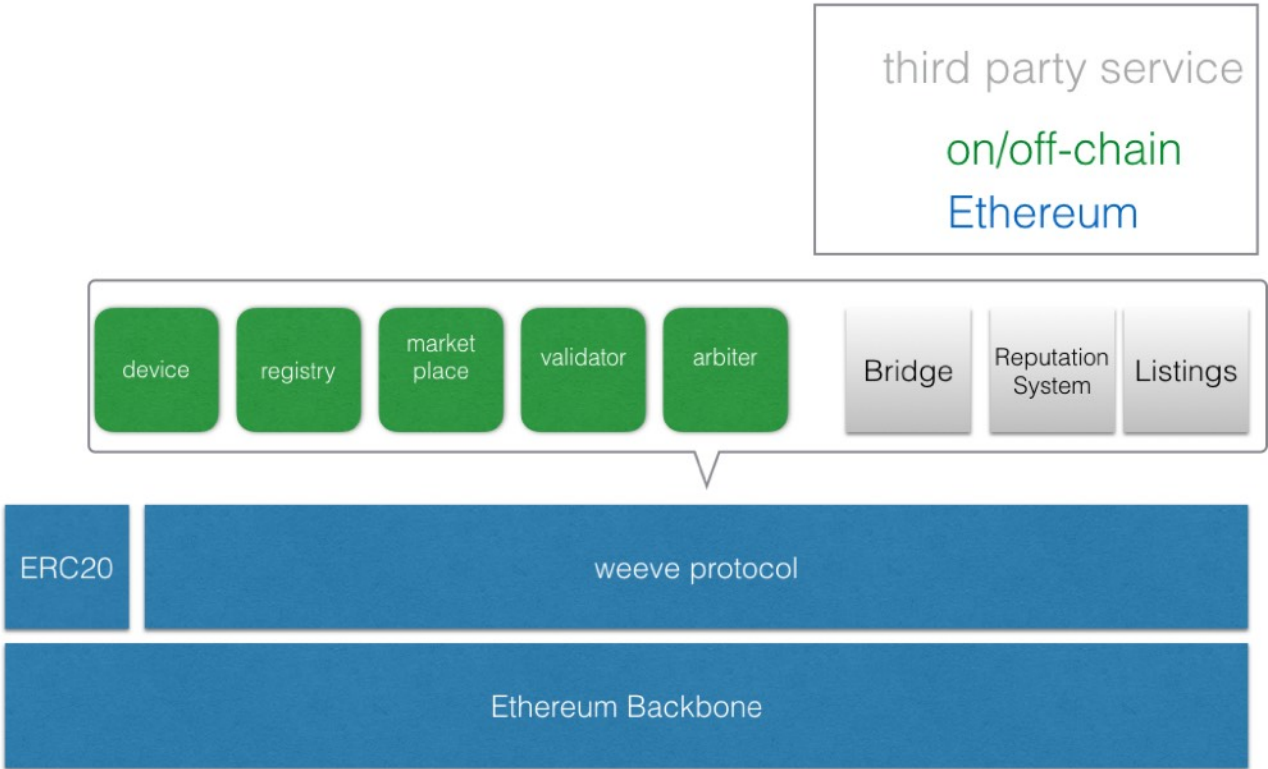 third party service
on/off-chain
Ethereum
device
registry
market
place
validator
arbiter
Bridge
Reputation
System
Listings
ERC20
weeve protocol
Ethereum Backbone